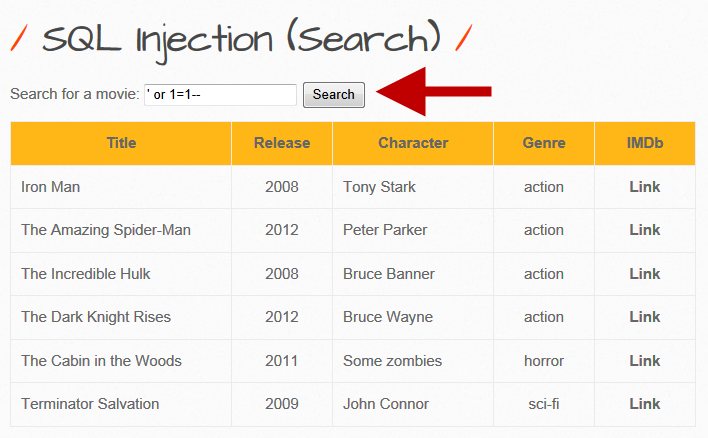 / SQL Injection (Search) /
Search for a movie: ' or 1=1-- Search
Title Release Character Genre IMDb
Iron Man 2008 Tony Stark action Link
The Amazing Spider-Man 2012 Peter Parker action Link
The Incredible Hulk 2008 Bruce Banner action Link
The Dark Knight Rises 2012 Bruce Wayne action Link
The Cabin in the Woods 2011 Some zombies horror Link
Terminator Salvation 2009 John Connor sci-fi Link